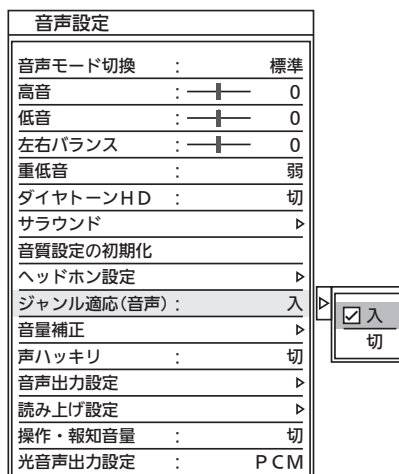 音声設定
音声モード切換 : 標準
高音 : 0
低音 : 0
左右バランス : 0
重低音 : 弱
ダイヤトーンHD : 切
サラウンド
音質設定の初期化
ヘッドホン設定
ジャンル適応(音声) : 入
入
切
音量補正
声ハッキリ : 切
音声出力設定
読み上げ設定
操作・報知音量 : 切
光音声出力設定 : PCM